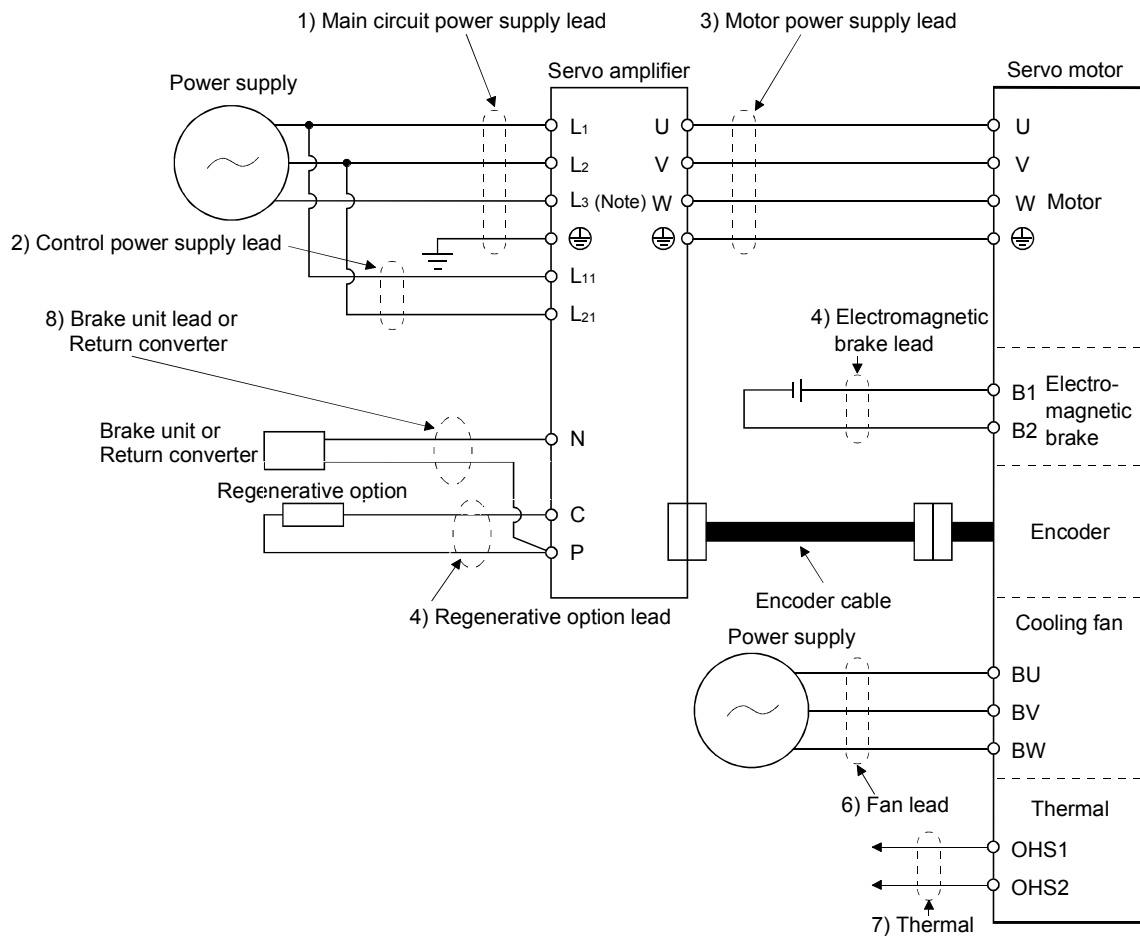 1) Main circuit power supply lead
3) Motor power supply lead
Power supply
Servo amplifier
Servo motor
L1
U
U
L2
V
V
L3 (Note) W
W Motor
2) Control power supply lead
L11
L21
8) Brake unit lead or
Return converter
4) Electromagnetic
brake lead
B1
B2
Electro-
magnetic
brake
Brake unit or
Return converter
N
Regenerative option
C
P
Encoder
4) Regenerative option lead
Encoder cable
Power supply
Cooling fan
BU
BV
BW
6) Fan lead
Thermal
OHS1
OHS2
7) Thermal